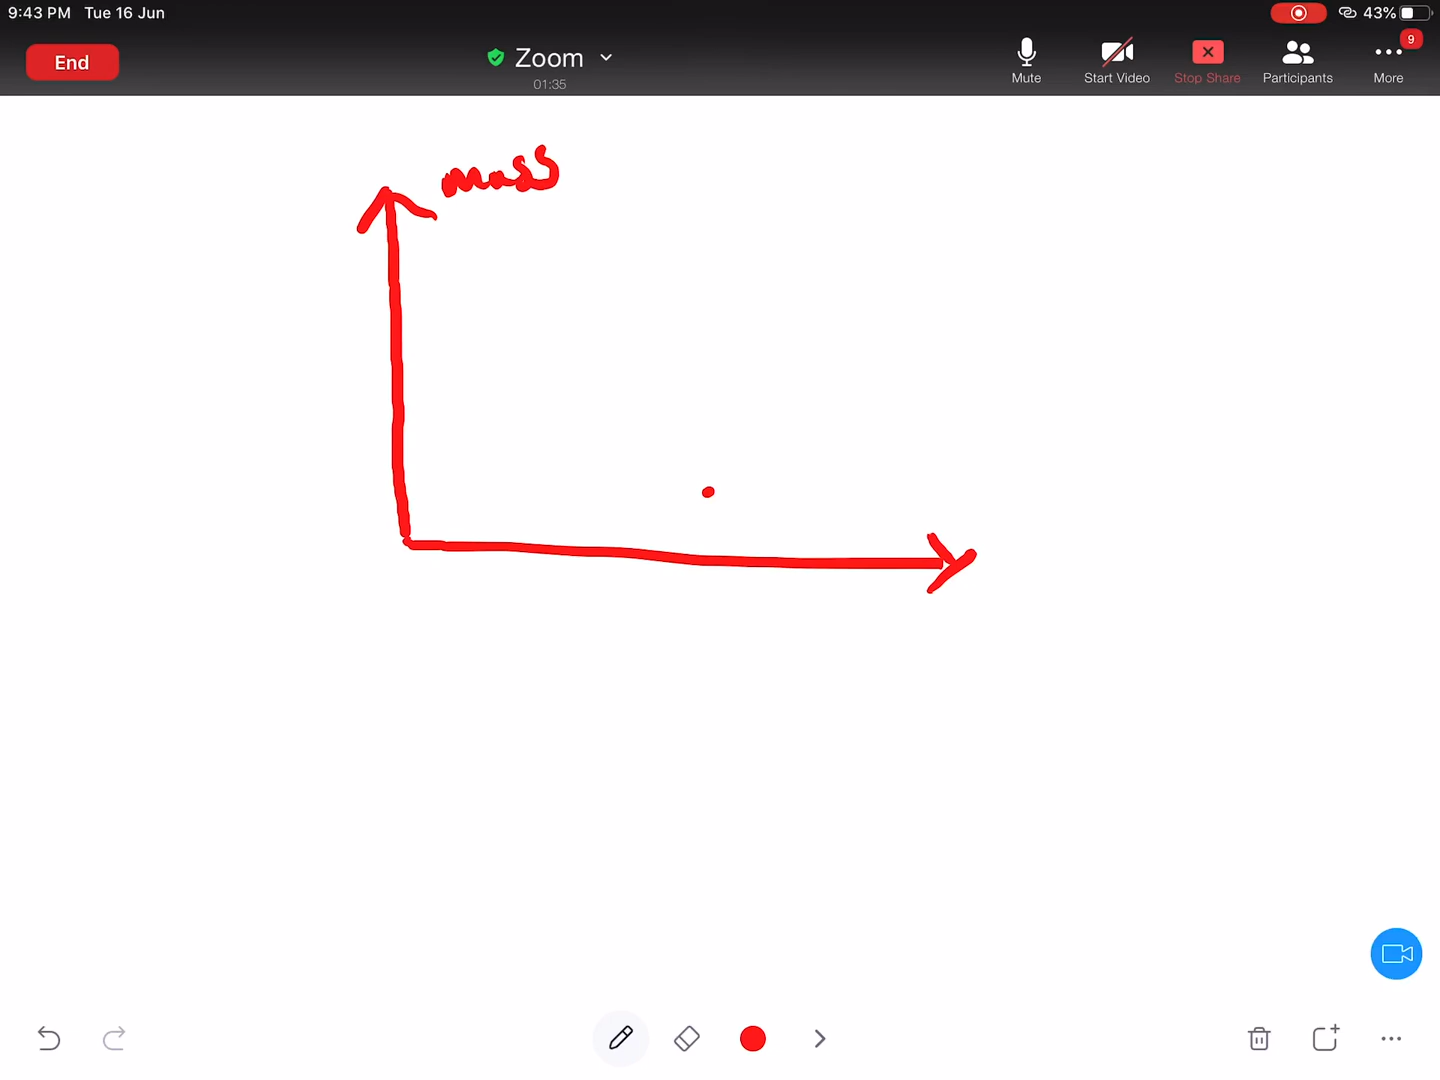 9:43 PM Tue 16 Jun
43%
End
Zoom
01:35
Mute
Start Video
Stop Share
Participants
More
9
mass